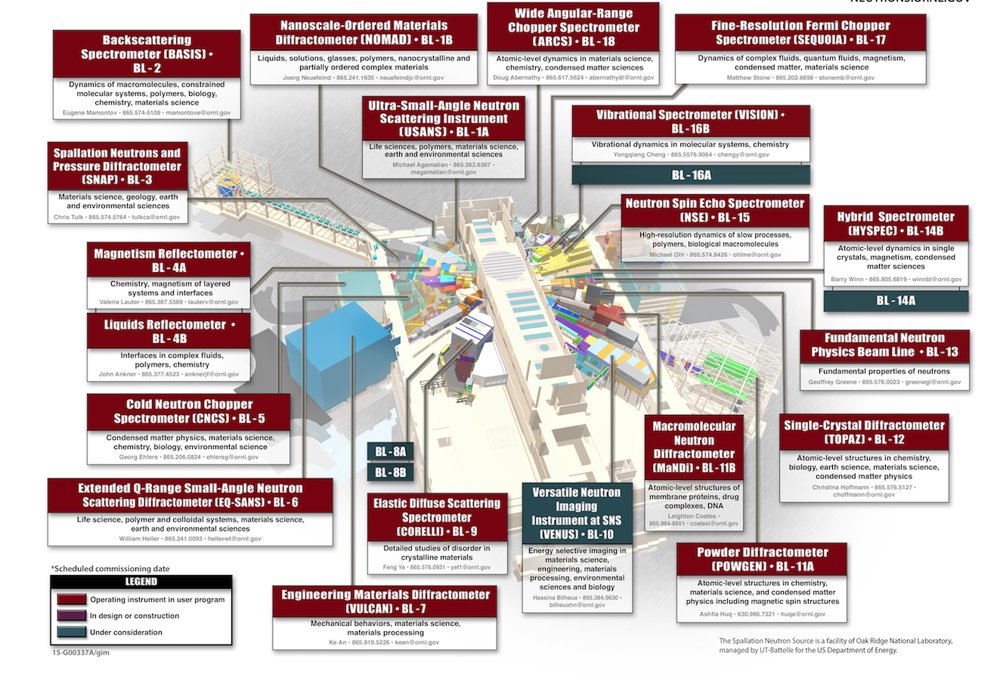 NEUTRONS.ORNL.GOV
Backscattering
Spectrometer (BASIS) •
BL - 2
Dynamics of macromolecules, constrained
molecular systems, polymers, biology,
chemistry, materials science
Eugene Mamontov • 865.574-5109 • mamontove@ornl.gov
Nanoscale-Ordered Materials
Diffractometer (NOMAD) • BL - 1B
Liquids, solutions, glasses, polymers, nanocrystalline and
partially ordered complex materials
Joerg Neuefeind • 865.241.1635 • neuefeindjc@ornl.gov
Wide Angular-Range
Chopper Spectrometer
(ARCS) • BL - 18
Atomic-level dynamics in materials science,
chemistry, condensed matter sciences
Doug Abernathy • 865.617.5624 • abernathydl@ornl.gov
Fine-Resolution Fermi Chopper
Spectrometer (SEQUOIA) • BL - 17
Dynamics of complex fluids, quantum fluids, magnetism,
condensed matter, materials science
Matthew Stone • 865.202.6898 • stonemb@ornl.gov
Ultra-Small-Angle Neutron
Scattering Instrument
(USANS) • BL - 1A
Life sciences, polymers, materials science,
earth and environmental sciences
Michael Agamalian • 865.382.6367 •
magamalian@ornl.gov
Vibrational Spectrometer (VISION) •
BL - 16B
Vibrational dynamics in molecular systems, chemistry
Yongqiang Cheng • 865.5576.9064 • chengy@ornl.gov
BL - 16A
Spallation Neutrons and
Pressure Diffractometer
(SNAP) • BL - 3
Materials science, geology, earth
and environmental sciences
Chris Tulk • 865.574.5764 • tulkca@ornl.gov
Neutron Spin Echo Spectrometer
(NSE) • BL - 15
High-resolution dynamics of slow processes,
polymers, biological macromolecules
Michael Ohl • 865.574.8426 • ohlme@ornl.gov
Hybrid Spectrometer
(HYSPEC) • BL - 14B
Atomic-level dynamics in single
crystals, magnetism, condensed
matter sciences
Barry Winn • 865.805.6819 • winnbl@ornl.gov
BL - 14A
Magnetism Reflectometer •
BL - 4A
Chemistry, magnetism of layered
systems and interfaces
Valeria Lauter • 865.387.5389 • lauterv@ornl.gov
Liquids Reflectometer •
BL - 4B
Interfaces in complex fluids,
polymers, chemistry
John Ankner • 865.377.4523 • anknerjf@ornl.gov
Fundamental Neutron
Physics Beam Line • BL - 13
Fundamental properties of neutrons
Geoffrey Greene • 865.576.0023 • greenegl@ornl.gov
Cold Neutron Chopper
Spectrometer (CNCS) • BL - 5
Condensed matter physics, materials science,
chemistry, biology, environmental science
Georg Ehlers • 865.206.0824 • ehlersg@ornl.gov
Single-Crystal Diffractometer
(TOPAZ) • BL - 12
Atomic-level structures in chemistry,
biology, earth science, materials science,
condensed matter physics
Christina Hoffmann • 865.576.5127 •
choffmann@ornl.gov
Macromolecular
Neutron
Diffractometer
(MaNDi) • BL - 11B
Atomic-level structures of
membrane proteins, drug
complexes, DNA
Leighton Coates •
865.964-8651 • coatesl@ornl.gov
BL - 8A
BL - 8B
Extended Q-Range Small-Angle Neutron
Scattering Diffractometer (EQ-SANS) • BL - 6
Life science, polymer and colloidal systems, materials science,
earth and environmental sciences
William Heller • 865.241.0093 • hellerwt@ornl.gov
Elastic Diffuse Scattering
Spectrometer
(CORELLI) • BL - 9
Detailed studies of disorder in
crystalline materials
Feng Ye • 865.576.0931 • yef1@ornl.gov
Versatile Neutron
Imaging
Instrument at SNS
(VENUS) • BL-10
Energy selective imaging in
materials science,
engineering, materials
processing, environmental
sciences and biology
Hassina Bilheux • 865.384.9630 •
bilheuxhn@ornl.gov
Powder Diffractometer
(POWGEN) • BL - 11A
Atomic-level structures in chemistry,
materials science, and condensed matter
physics including magnetic spin structures
Ashfia Huq • 630.986.7321 • huqa@ornl.gov
Engineering Materials Diffractometer
(VULCAN) • BL - 7
Mechanical behaviors, materials science,
materials processing
Ke An • 865.919.5226 • kean@ornl.gov
*Scheduled commissioning date
LEGEND
Operating instrument in user program
In design or construction
Under consideration
15-G00337A/gim
The Spallation Neutron Source is a facility of Oak Ridge National Laboratory,
managed by UT-Battelle for the US Department of Energy.